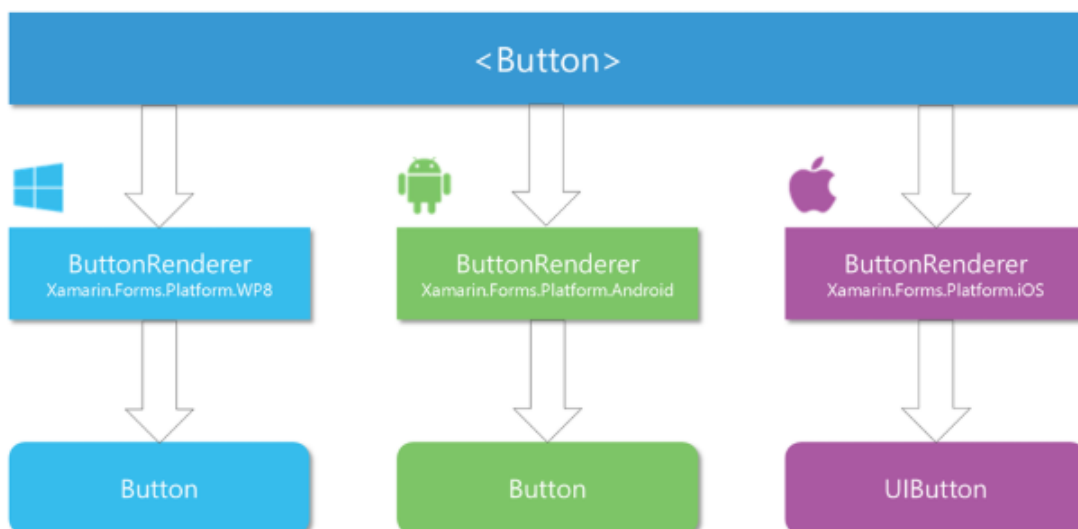 <Button>
ButtonRenderer
Xamarin.Forms.Platform.WP8
ButtonRenderer
Xamarin.Forms.Platform.Android
ButtonRenderer
Xamarin.Forms.Platform.iOS
Button
Button
UIButton